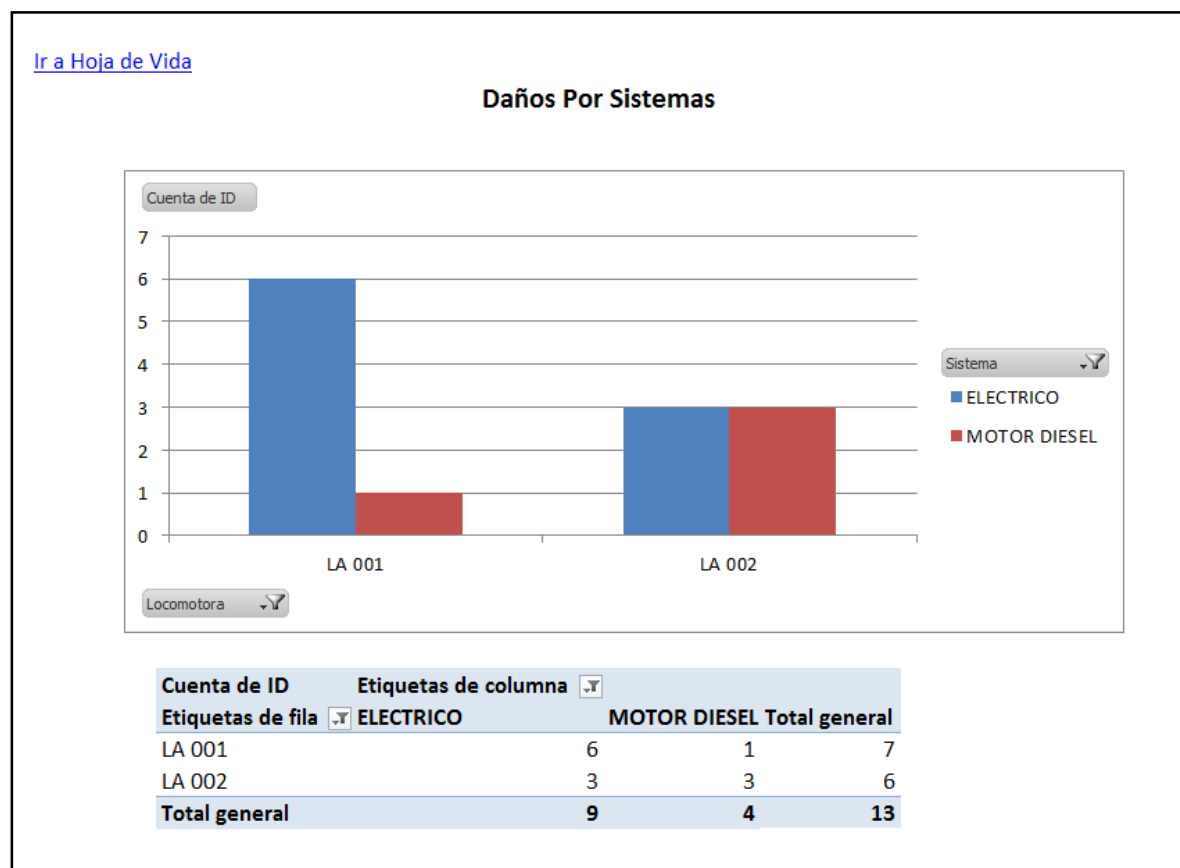 Ir a Hoja de Vida
Daños Por Sistemas
Cuenta de ID
7
6
5
4
3
2
1
0
LA 001 LA 002
Locomotora
Sistema
ELECTRICO
MOTOR DIESEL
Cuenta de ID Etiquetas de columna
Etiquetas de fila ELECTRICO MOTOR DIESEL Total general
LA 001 6 1 7
LA 002 3 3 6
Total general 9 4 13